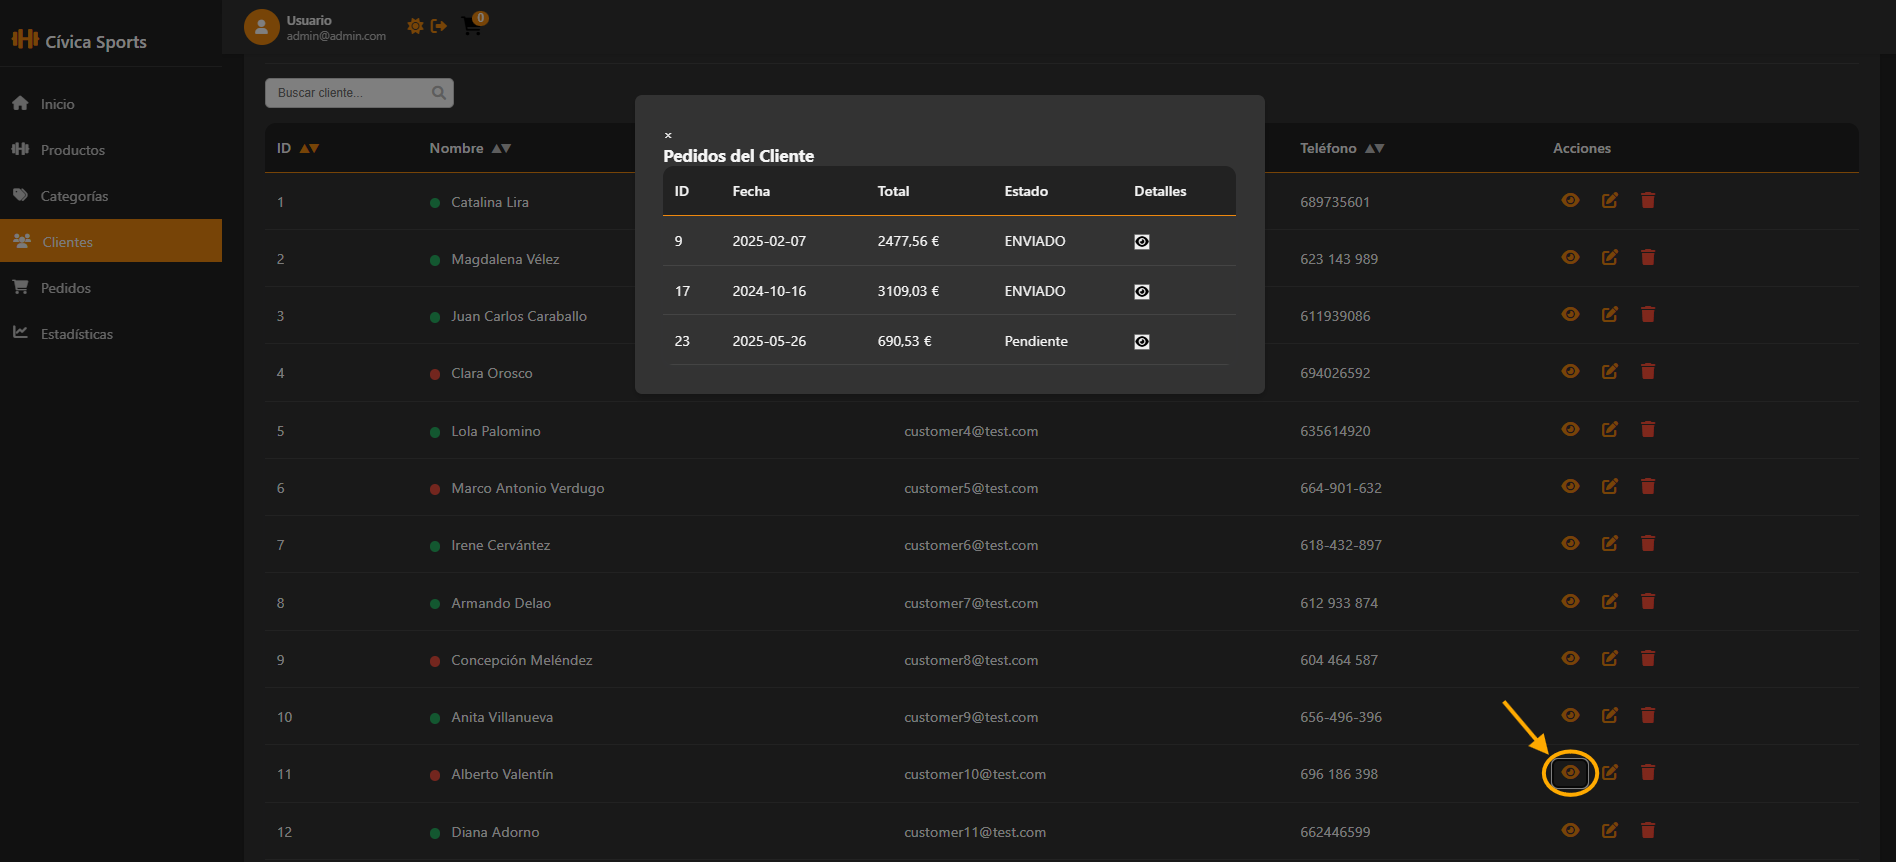 Cívica Sports
Inicio
Productos
Categorías
Clientes
Pedidos
Estadísticas
Usuario
admin@admin.com
0
Buscar cliente...
ID Nombre Teléfono Acciones
1 Catalina Lira 689735601
2 Magdalena Vélez 623 143 989
3 Juan Carlos Caraballo 611939086
4 Clara Orosco 694026592
5 Lola Palomino customer4@test.com 635614920
6 Marco Antonio Verdugo customer5@test.com 664-901-632
7 Irene Cervántez customer6@test.com 618-432-897
8 Armando Delao customer7@test.com 612 933 874
9 Concepción Meléndez customer8@test.com 604 464 587
10 Anita Villanueva customer9@test.com 656-496-396
11 Alberto Valentín customer10@test.com 696 186 398
12 Diana Adorno customer11@test.com 662446599
×
Pedidos del Cliente
ID Fecha Total Estado Detalles
9 2025-02-07 2477,56 € ENVIADO
17 2024-10-16 3109,03 € ENVIADO
23 2025-05-26 690,53 € Pendiente